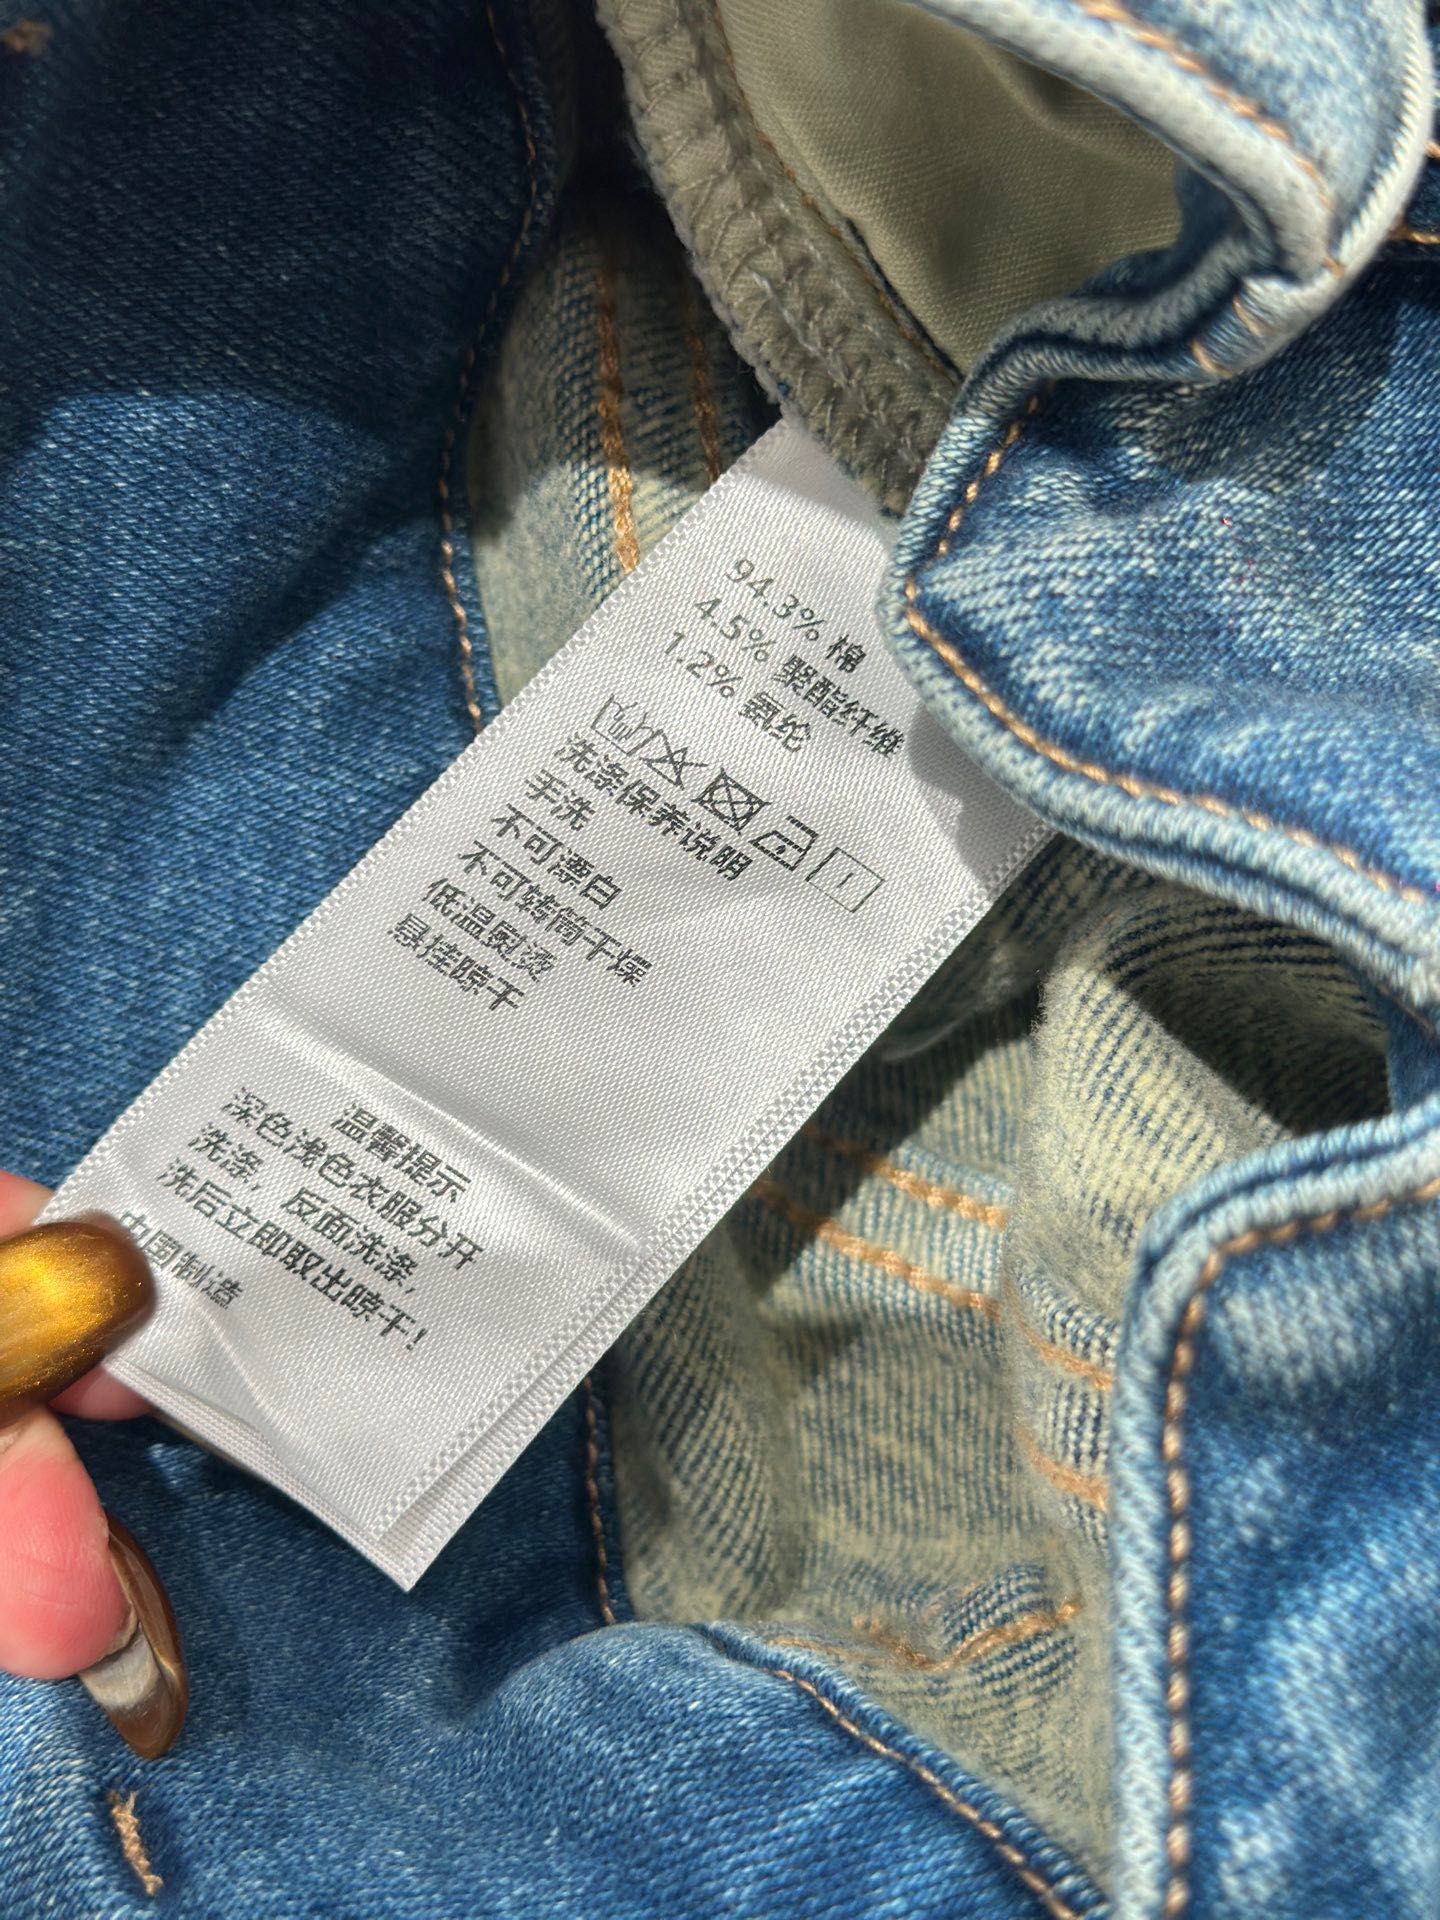 94.3% 棉
4.5% 聚酯纤维
1.2% 氨纶
洗涤保养说明
手洗
不可漂白
不可转筒干燥
低温熨烫
悬挂晾干
温馨提示
深色浅色衣服分开
洗涤，反面洗涤，
洗后立即取出晾干！
中国制造